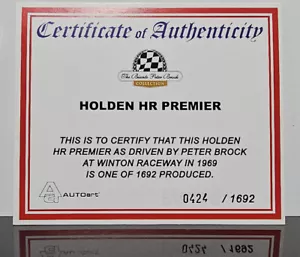 Certificate of Authenticity
The Bianté Peter Brock
COLLECTION
HOLDEN HR PREMIER
THIS IS TO CERTIFY THAT THIS HOLDEN
HR PREMIER AS DRIVEN BY PETER BROCK
AT WINTON RACEWAY IN 1969
IS ONE OF 1692 PRODUCED.
AUTOart
0424 / 1692